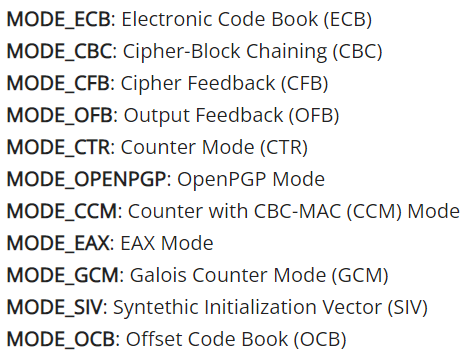 MODE_ECB: Electronic Code Book (ECB)
MODE_CBC: Cipher-Block Chaining (CBC)
MODE_CFB: Cipher Feedback (CFB)
MODE_OFB: Output Feedback (OFB)
MODE_CTR: Counter Mode (CTR)
MODE_OPENPGP: OpenPGP Mode
MODE_CCM: Counter with CBC-MAC (CCM) Mode
MODE_EAX: EAX Mode
MODE_GCM: Galois Counter Mode (GCM)
MODE_SIV: Syntethic Initialization Vector (SIV)
MODE_OCB: Offset Code Book (OCB)